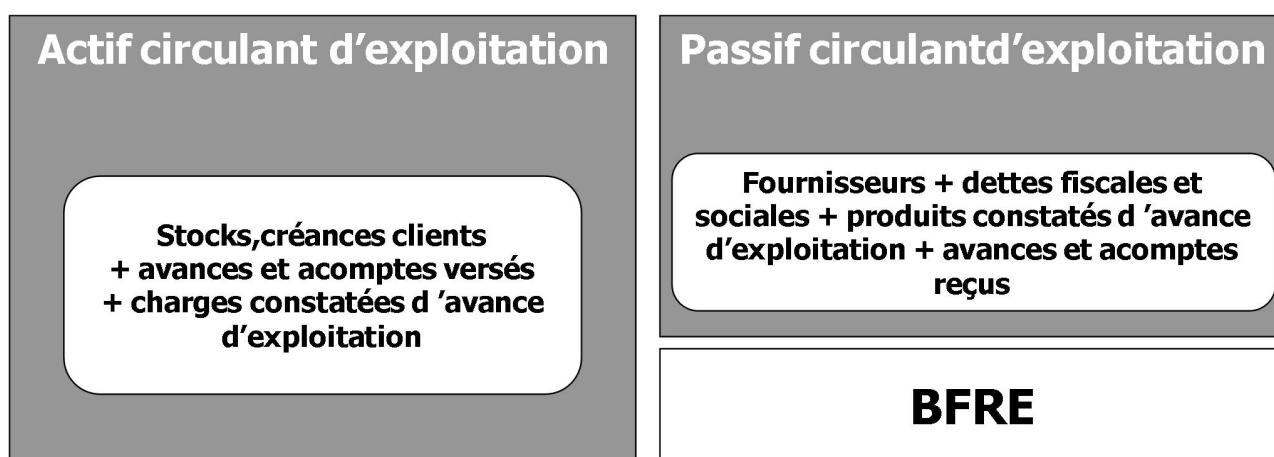 Actif circulant d’exploitation
Stocks,créances clients
+ avances et acomptes versés
+ charges constatées d ’avance
d’exploitation
Passif circulantd’exploitation
Fournisseurs + dettes fiscales et
sociales + produits constatés d ’avance
d’exploitation + avances et acomptes
reçus
BFRE